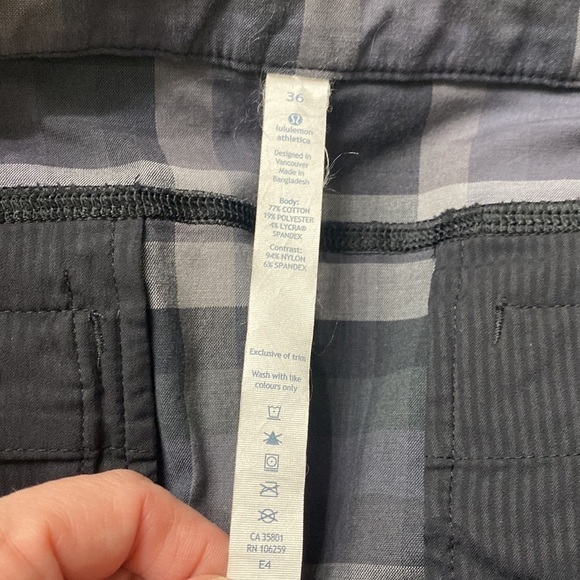 36
lululemon
athletica
Designed in
Vancouver
Made in
Bangladesh
Body:
77% COTTON
19% POLYESTER
4% LYCRA®
SPANDEX
Contrast:
94% NYLON
6% SPANDEX
Exclusive of trim
Wash with like
colours only
CA 35801
RN 106259
E4